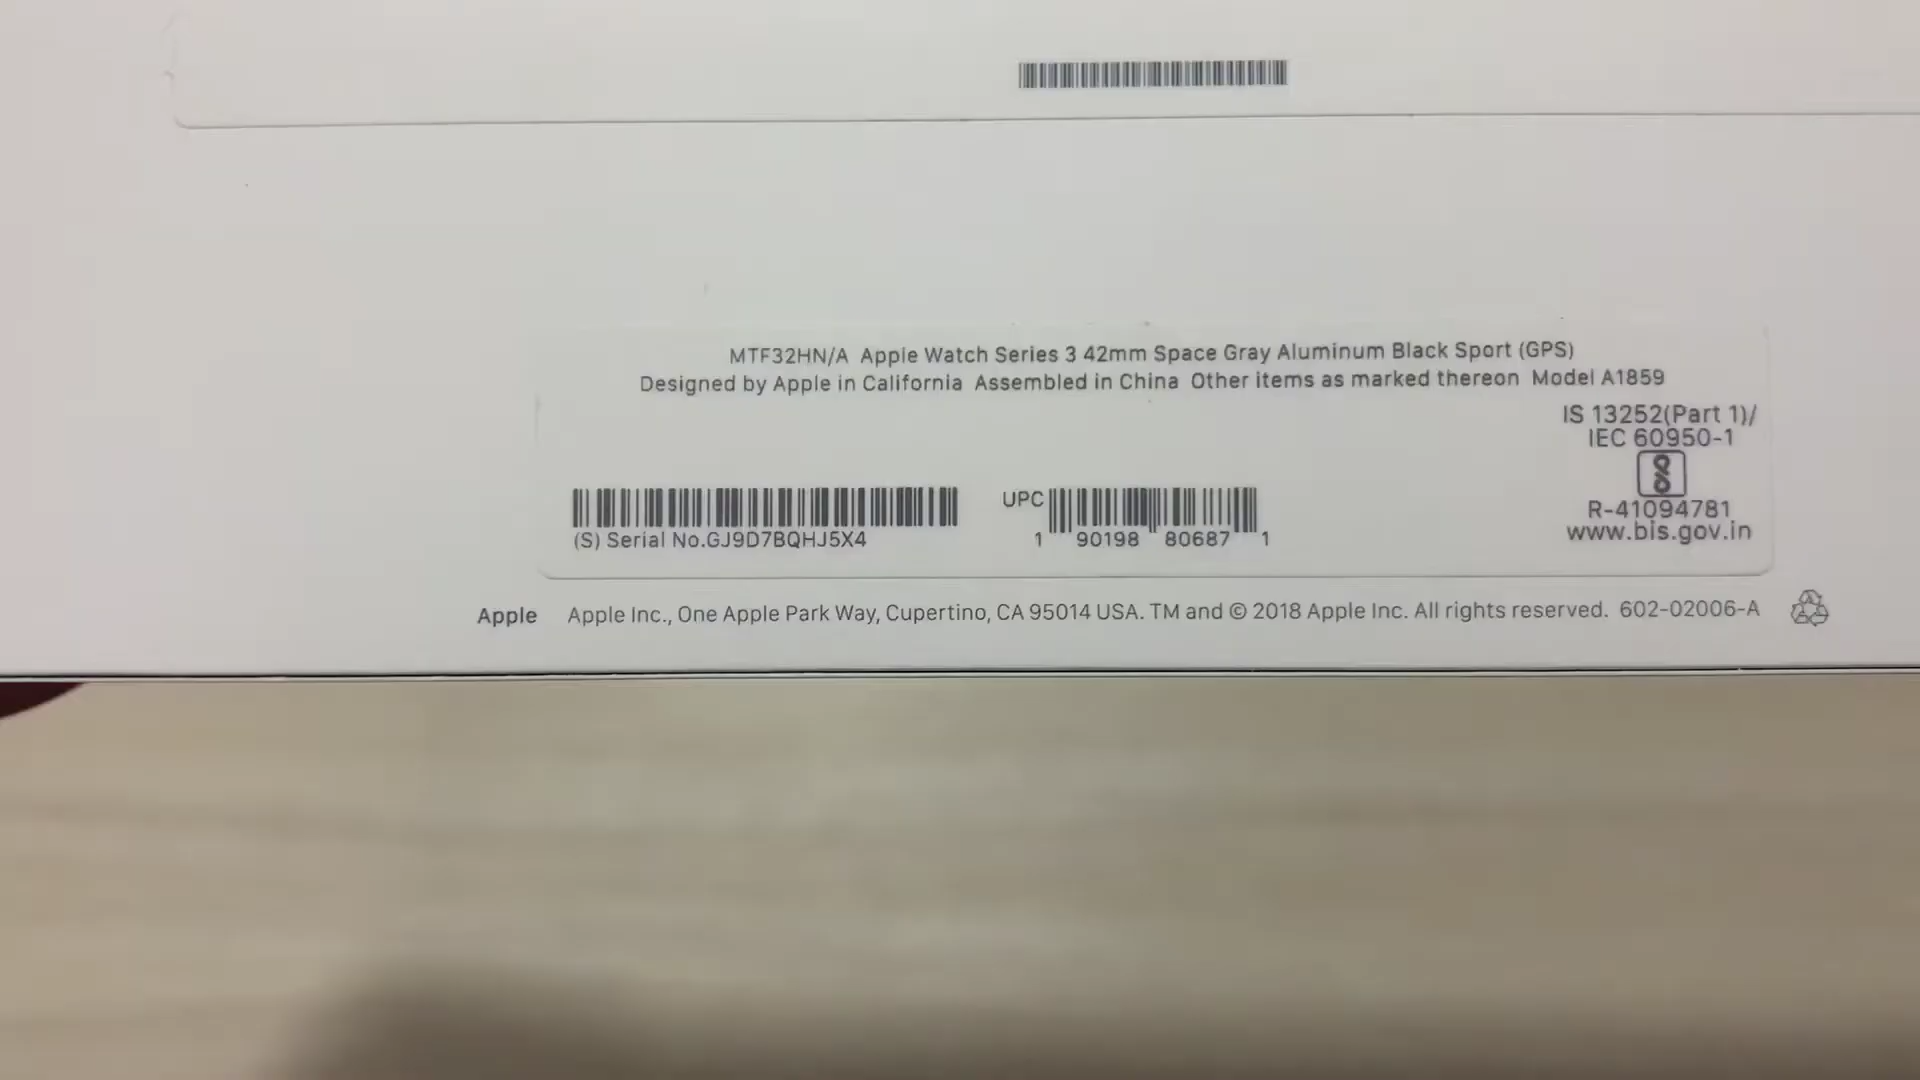 MTF32HN/A Apple Watch Series 3 42mm Space Gray Aluminum Black Sport (GPS)
Designed by Apple in California Assembled in China Other items as marked thereon Model A1859
IS 13252(Part 1)/
IEC 60950-1
R-41094781
www.bis.gov.in
(S) Serial No.GJ9D7BQHJ5X4
UPC
1 90198 80687 1
Apple Apple Inc., One Apple Park Way, Cupertino, CA 95014 USA. TM and © 2018 Apple Inc. All rights reserved. 602-02006-A